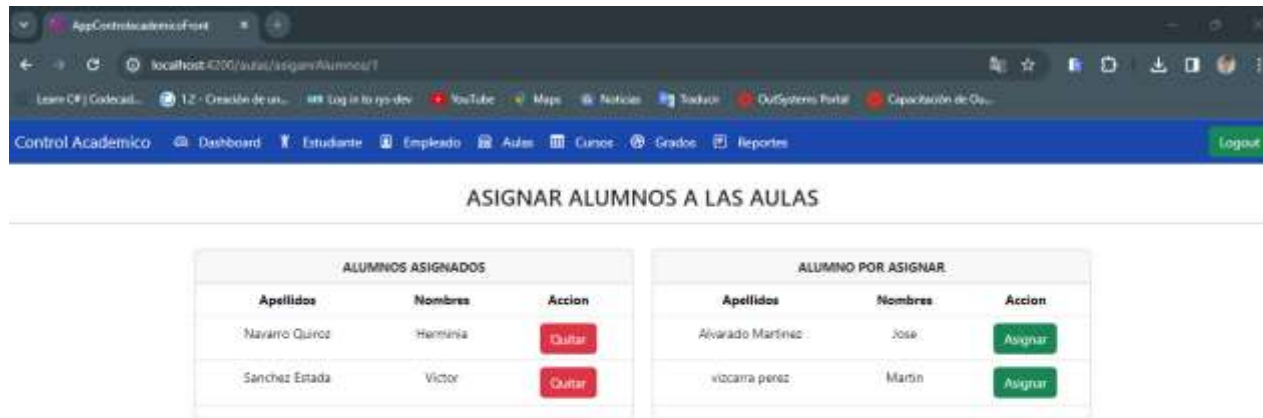 AppControlacademicoFront
localhost:4200/aulas/asignarAlumnos/1
Learn C# | Codecad... 12 - Creación de un... Log in to nys-dev YouTube Maps Noticias Traducir OutSystems Portal Capacitación de Ou...
Control Academico Dashboard Estudiante Empleado Aulas Cursos Grados Reportes Logout
ASIGNAR ALUMNOS A LAS AULAS
ALUMNOS ASIGNADOS ALUMNO POR ASIGNAR
Apellidos Nombres Accion Apellidos Nombres Accion
Navarro Quiroz Herminia Quitar Alvarado Martinez Jose Asignar
Sanchez Estada Victor Quitar vizcarra perez Martin Asignar